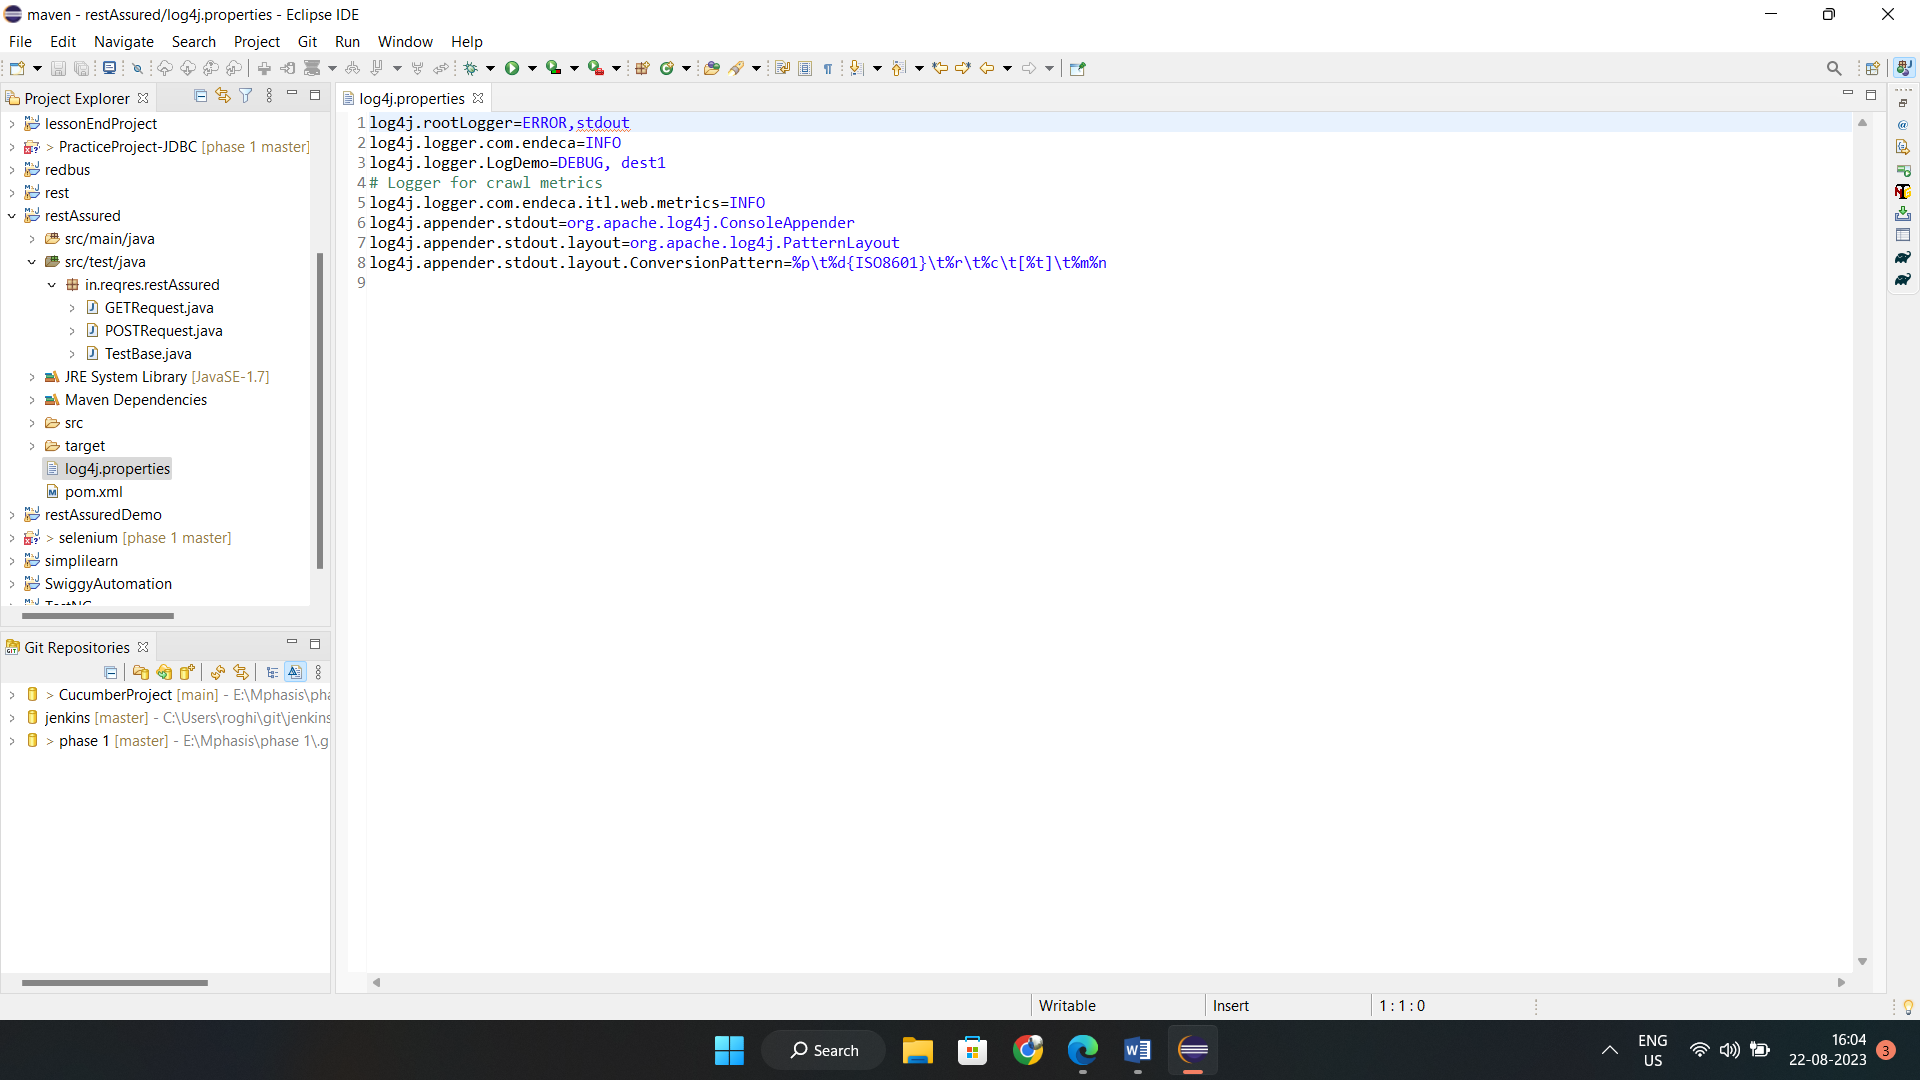 maven - restAssured/log4j.properties - Eclipse IDE
File Edit Navigate Search Project Git Run Window Help
Project Explorer
lessonEndProject
> PracticeProject-JDBC [phase 1 master]
redbus
rest
restAssured
src/main/java
src/test/java
in.reqres.restAssured
GETRequest.java
POSTRequest.java
TestBase.java
JRE System Library [JavaSE-1.7]
Maven Dependencies
src
target
log4j.properties
pom.xml
restAssuredDemo
> selenium [phase 1 master]
simplilearn
SwiggyAutomation
TestNG
Git Repositories
> CucumberProject [main] - E:\Mphasis\pha
jenkins [master] - C:\Users\roghi\git\jenkins
> phase 1 [master] - E:\Mphasis\phase 1\.g
log4j.properties
1 log4j.rootLogger=ERROR,stdout
2 log4j.logger.com.endeca=INFO
3 log4j.logger.LogDemo=DEBUG, dest1
4 # Logger for crawl metrics
5 log4j.logger.com.endeca.itl.web.metrics=INFO
6 log4j.appender.stdout=org.apache.log4j.ConsoleAppender
7 log4j.appender.stdout.layout=org.apache.log4j.PatternLayout
8 log4j.appender.stdout.layout.ConversionPattern=%p\t%d{ISO8601}\t%r\t%c\t[%t]\t%m%n
9
Writable Insert 1 : 1 : 0
Search
ENG
US
16:04
22-08-2023
3